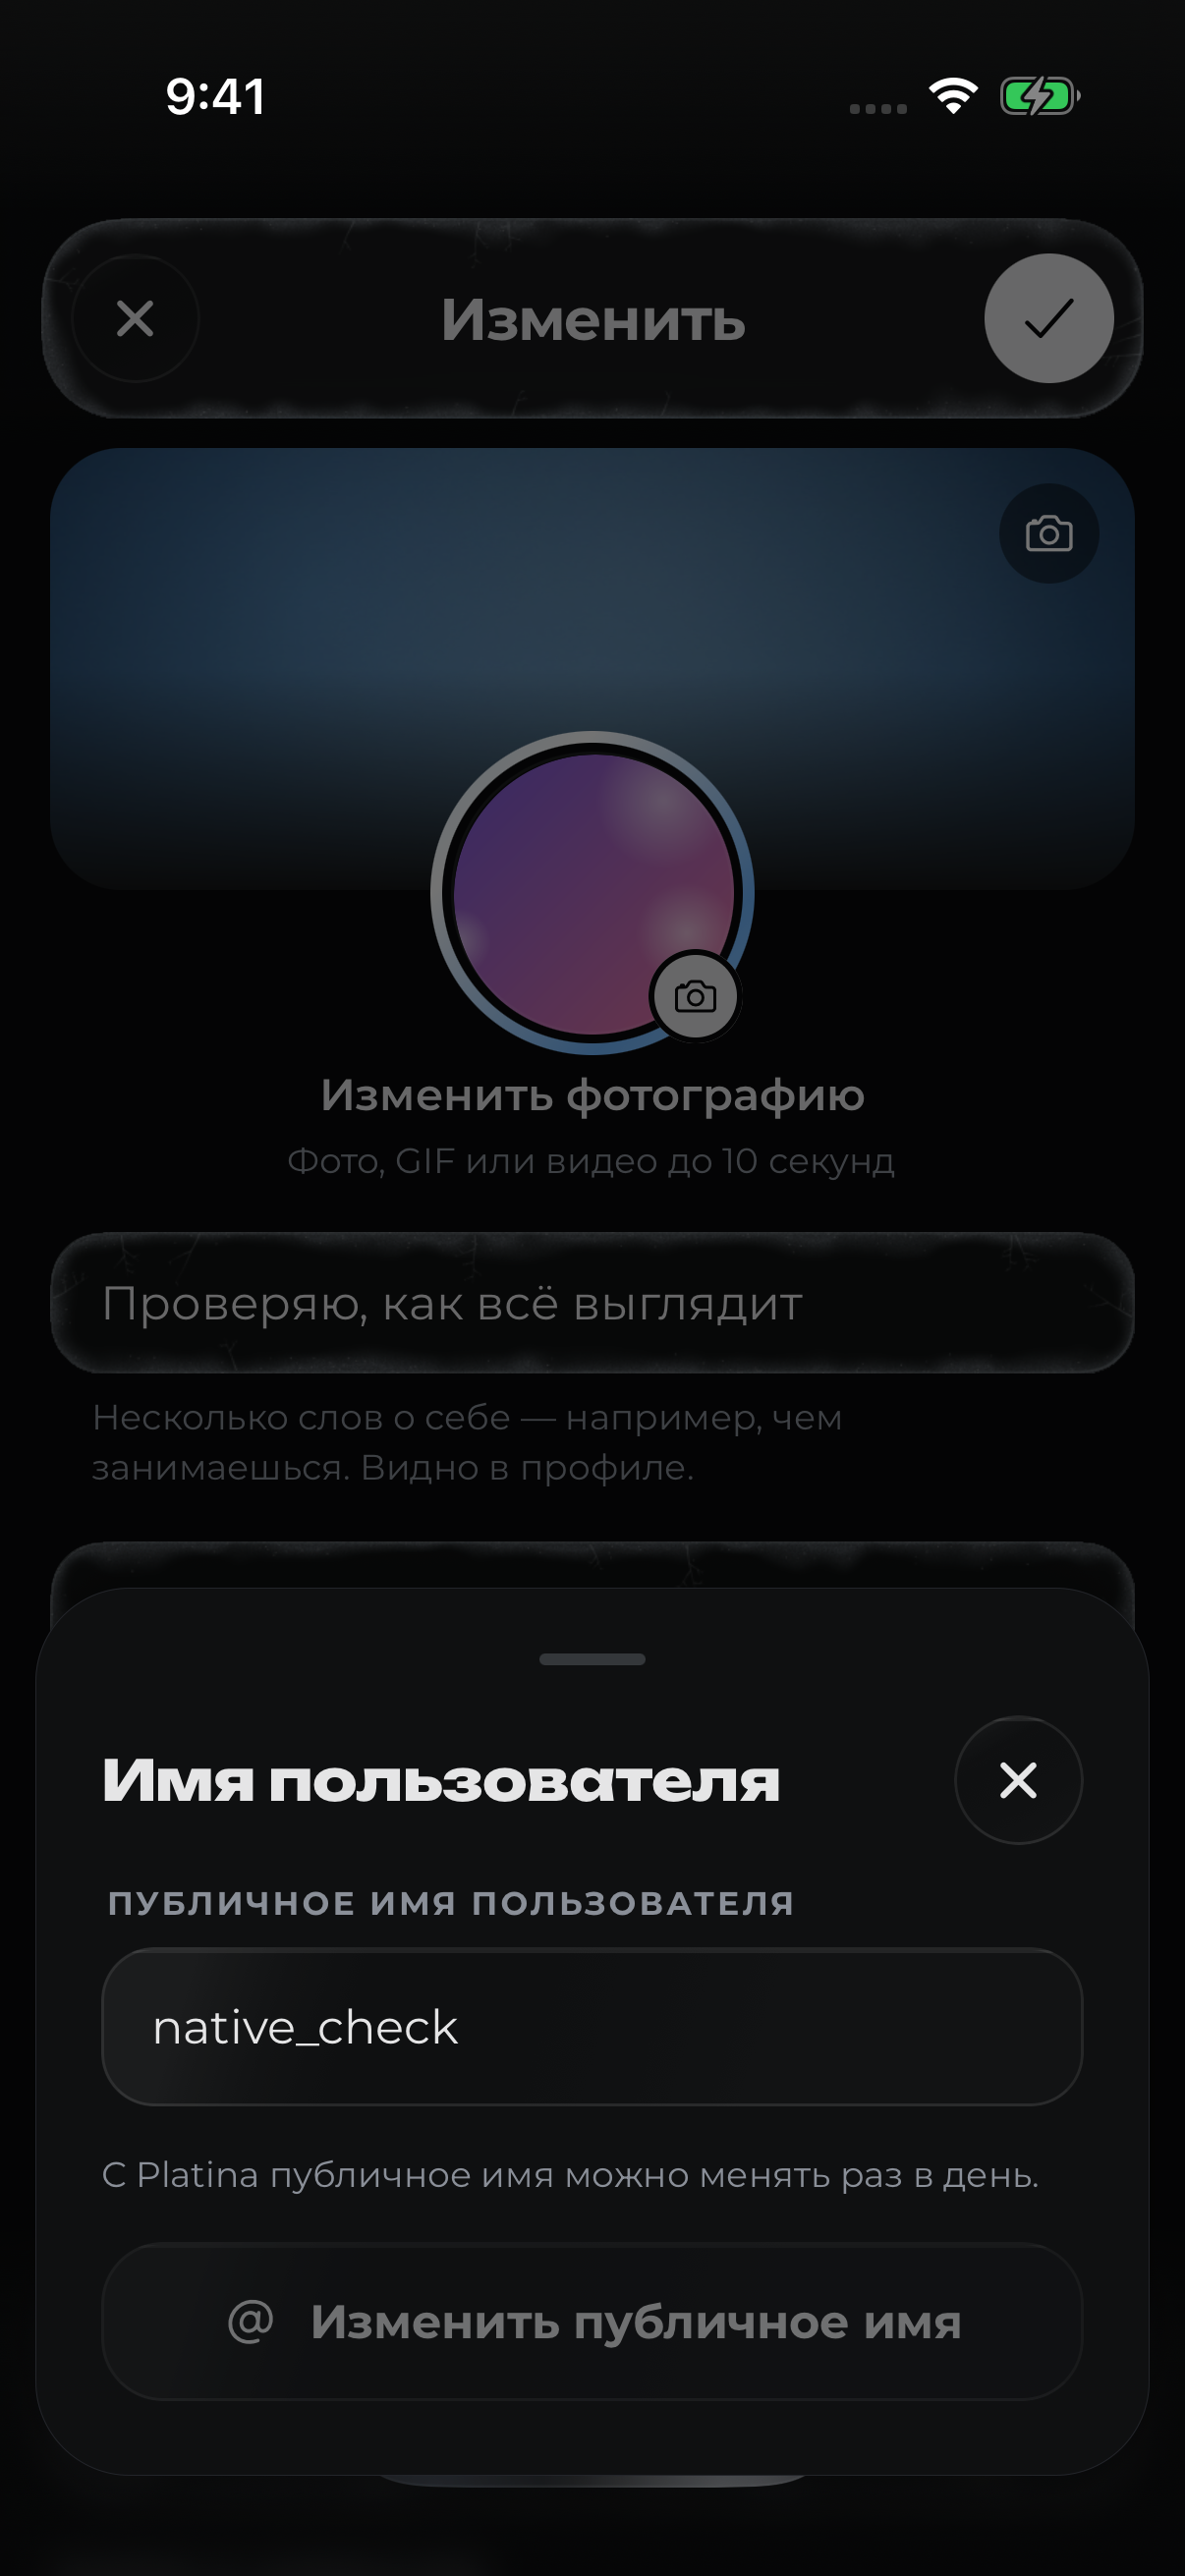 9:41
Изменить
Изменить фотографию
Фото, GIF или видео до 10 секунд
Проверяю, как всё выглядит
Несколько слов о себе — например, чем
занимаешься. Видно в профиле.
Имя пользователя
ПУБЛИЧНОЕ ИМЯ ПОЛЬЗОВАТЕЛЯ
native_check
С Platina публичное имя можно менять раз в день.
@ Изменить публичное имя